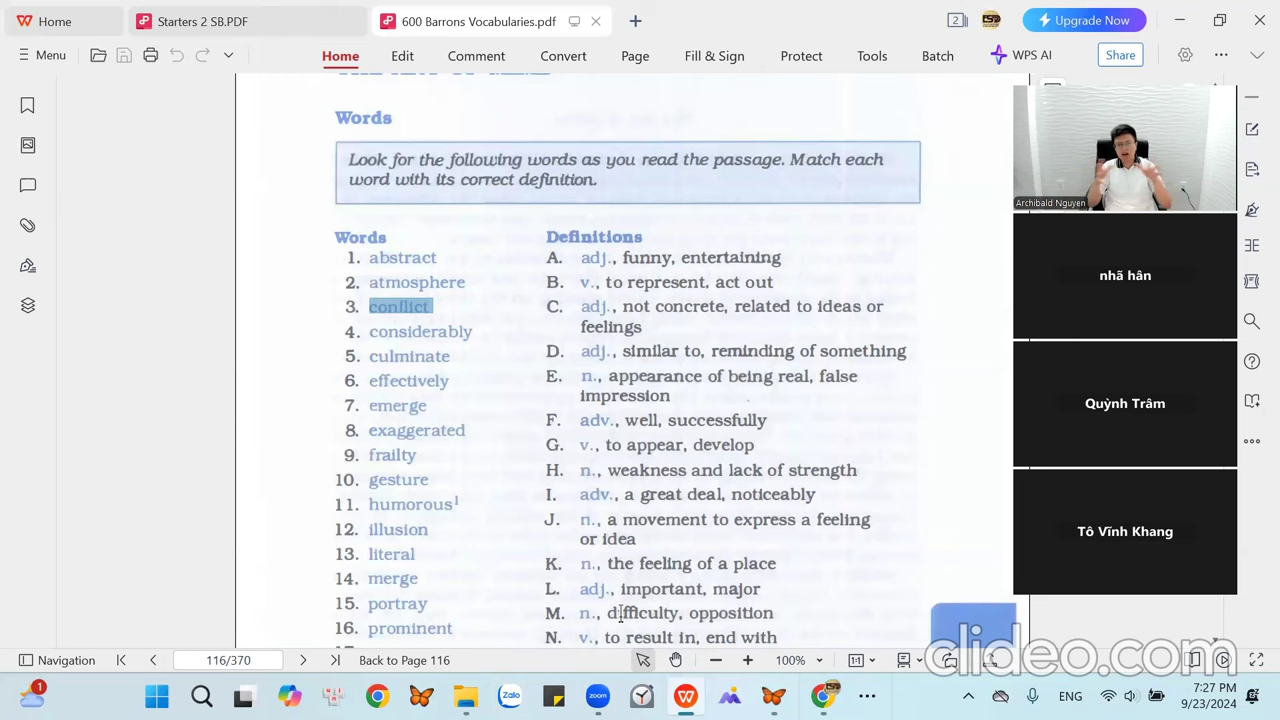 Home
Starters 2 SB.PDF
600 Barrons Vocabularies.pdf
2
Upgrade Now
Menu
Home
Edit
Comment
Convert
Page
Fill & Sign
Protect
Tools
Batch
WPS AI
Share
Words
Look for the following words as you read the passage. Match each
word with its correct definition.
Words
1. abstract
2. atmosphere
3. conflict
4. considerably
5. culminate
6. effectively
7. emerge
8. exaggerated
9. frailty
10. gesture
11. humorous1
12. illusion
13. literal
14. merge
15. portray
16. prominent
Definitions
A. adj., funny, entertaining
B. v., to represent, act out
C. adj., not concrete, related to ideas or
feelings
D. adj., similar to, reminding of something
E. n., appearance of being real, false
impression
F. adv., well, successfully
G. v., to appear, develop
H. n., weakness and lack of strength
I. adv., a great deal, noticeably
J. n., a movement to express a feeling
or idea
K. n., the feeling of a place
L. adj., important, major
M. n., difficulty, opposition
N. v., to result in, end with
Archibald Nguyen
nhã hân
Quỳnh Trâm
Tô Vĩnh Khang
clideo.com
Navigation
116/370
Back to Page 116
100%
1:1
1
Zalo
zoom
ENG
7:27 PM
9/23/2024